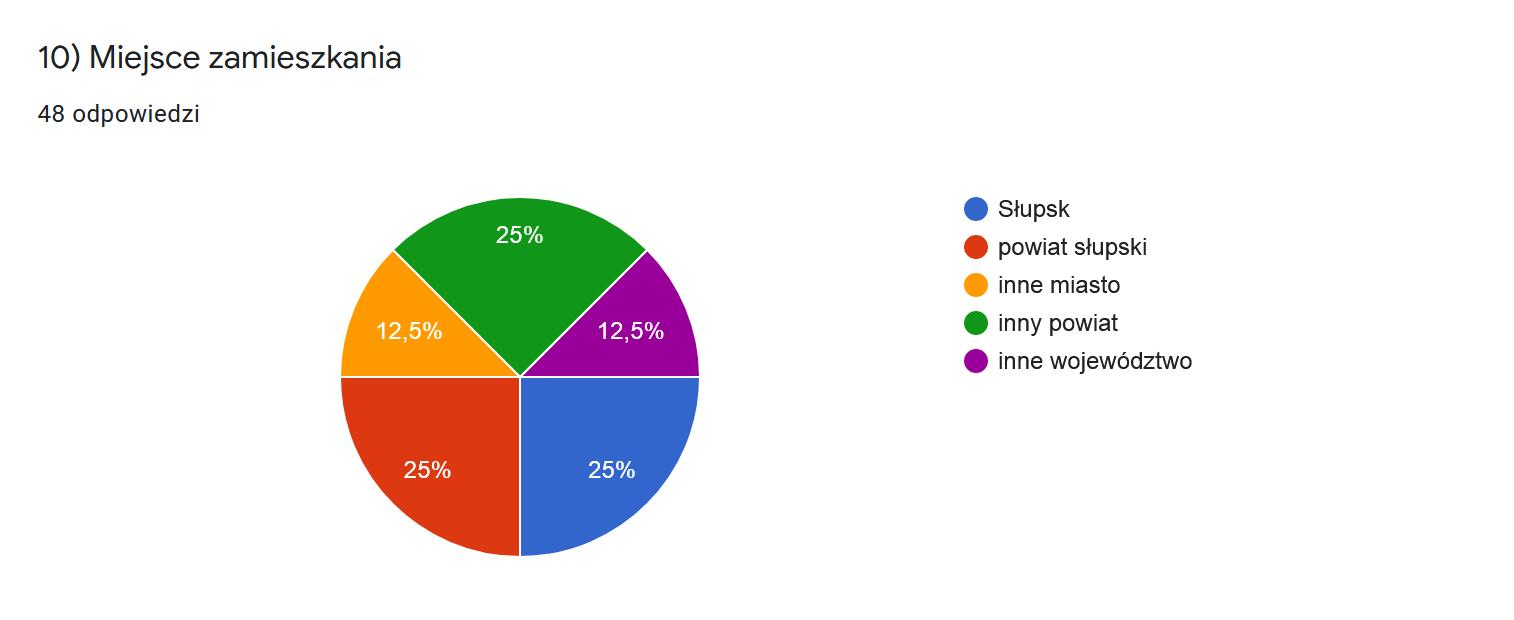 10) Miejsce zamieszkania
48 odpowiedzi
25%
12,5%
12,5%
25%
25%
Słupsk
powiat słupski
inne miasto
inny powiat
inne województwo